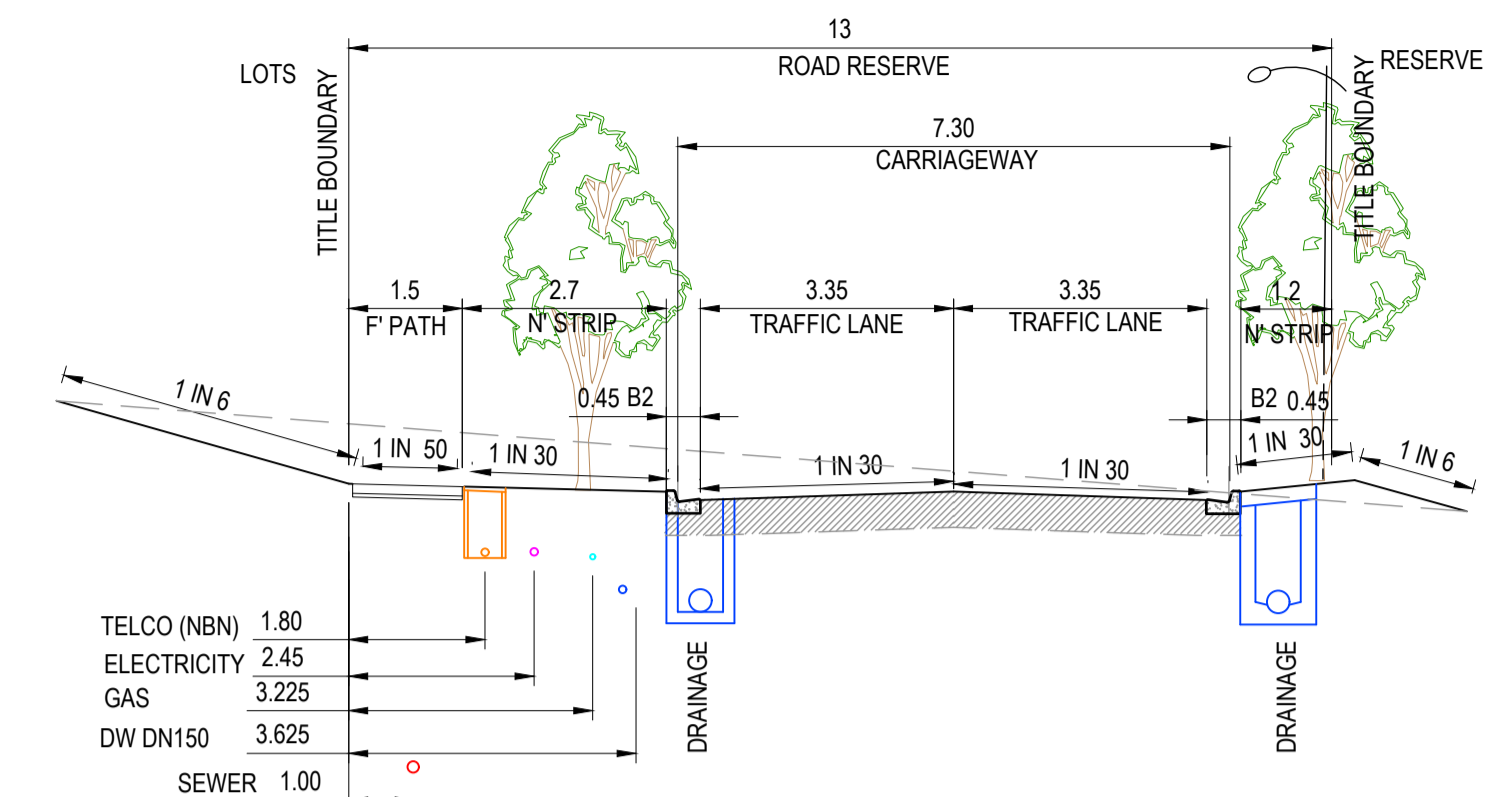 13
LOTS
TITLE BOUNDARY
ROAD RESERVE
TITLE BOUNDARY
RESERVE
7.30
CARRIAGEWAY
1.5
F' PATH
2.7
N' STRIP
3.35
TRAFFIC LANE
3.35
TRAFFIC LANE
1.2
N' STRIP
1 IN 6
0.45 B2
B2 0.45
1 IN 50
1 IN 30
1 IN 30
1 IN 30
1 IN 30
1 IN 6
TELCO (NBN) 1.80
ELECTRICITY 2.45
GAS 3.225
DW DN150 3.625
SEWER 1.00
DRAINAGE
DRAINAGE